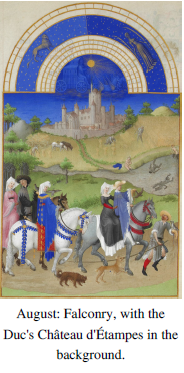 August: Falconry, with the
Duc's Château d'Étampes in the
background.